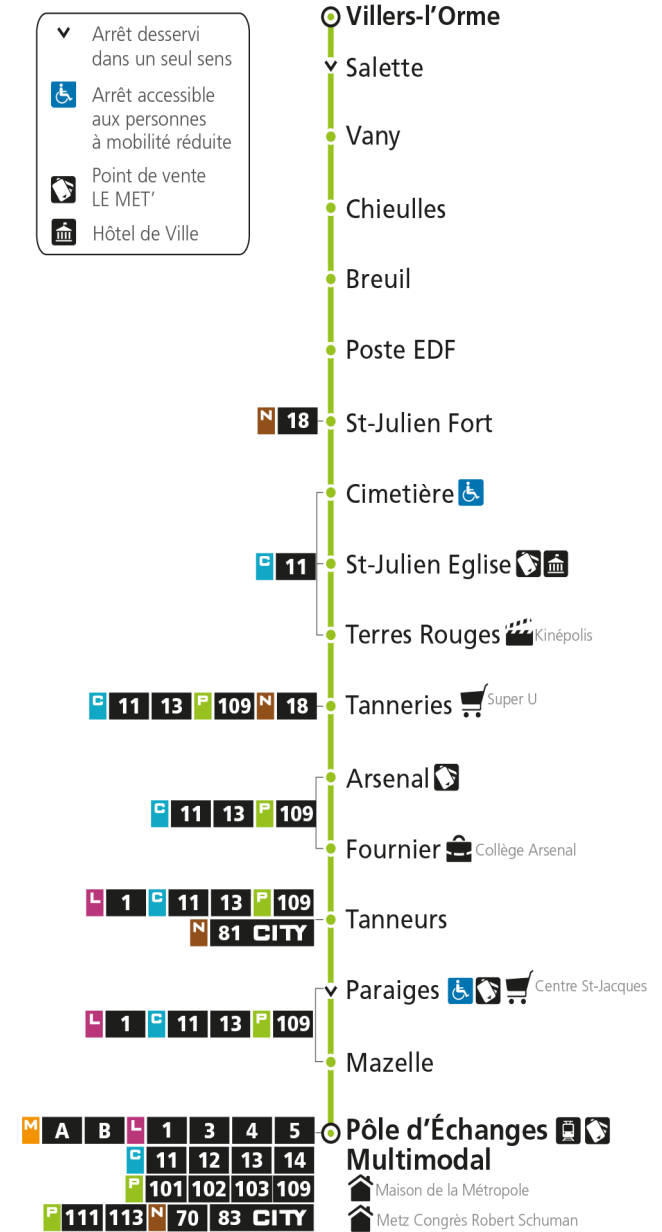 Arrêt desservi
dans un seul sens
Arrêt accessible
aux personnes
à mobilité réduite
Point de vente
LE MET’
Hôtel de Ville
Villers-l’Orme
Salette
Vany
Chieulles
Breuil
Poste EDF
N 18 St-Julien Fort
Cimetière
C 11 St-Julien Eglise
Terres Rouges Kinépolis
C 11 13 P 109 N 18 Tanneries Super U
Arsenal
C 11 13 P 109
Fournier Collège Arsenal
L 1 C 11 13 P 109
N 81 CITY
Tanneurs
Paraiges Centre St-Jacques
L 1 C 11 13 P 109
Mazelle
M A B L 1 3 4 5 Pôle d’Échanges
C 11 12 13 14 Multimodal
P 101 102 103 109 Maison de la Métropole
P 111 113 N 70 83 CITY Metz Congrès Robert Schuman